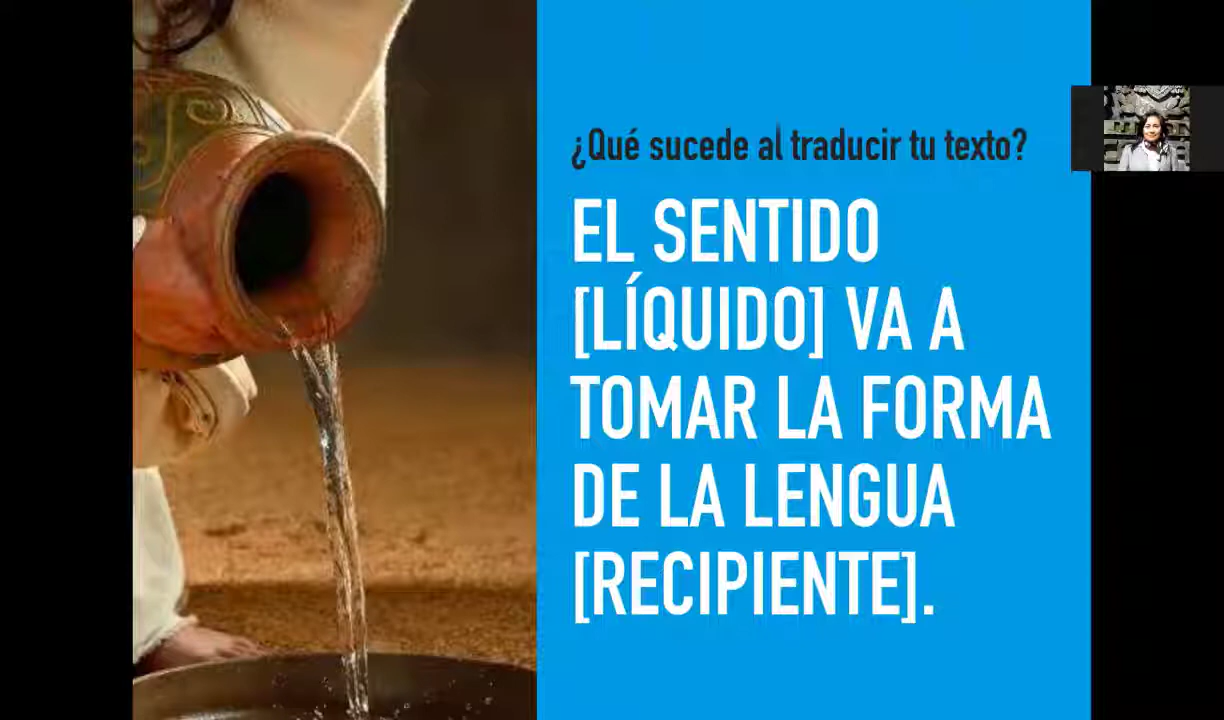 ¿Qué sucede al traducir tu texto?
EL SENTIDO
[LÍQUIDO] VA A
TOMAR LA FORMA
DE LA LENGUA
[RECIPIENTE].